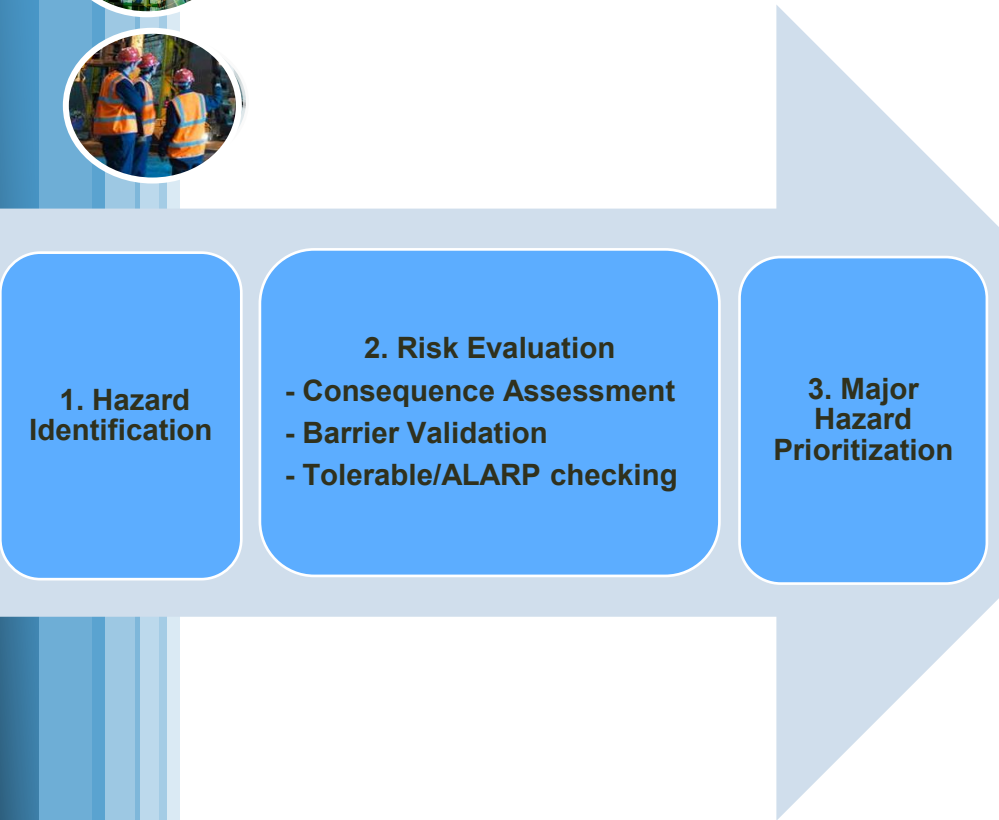 1. Hazard
Identification
2. Risk Evaluation
- Consequence Assessment
- Barrier Validation
- Tolerable/ALARP checking
3. Major
Hazard
Prioritization